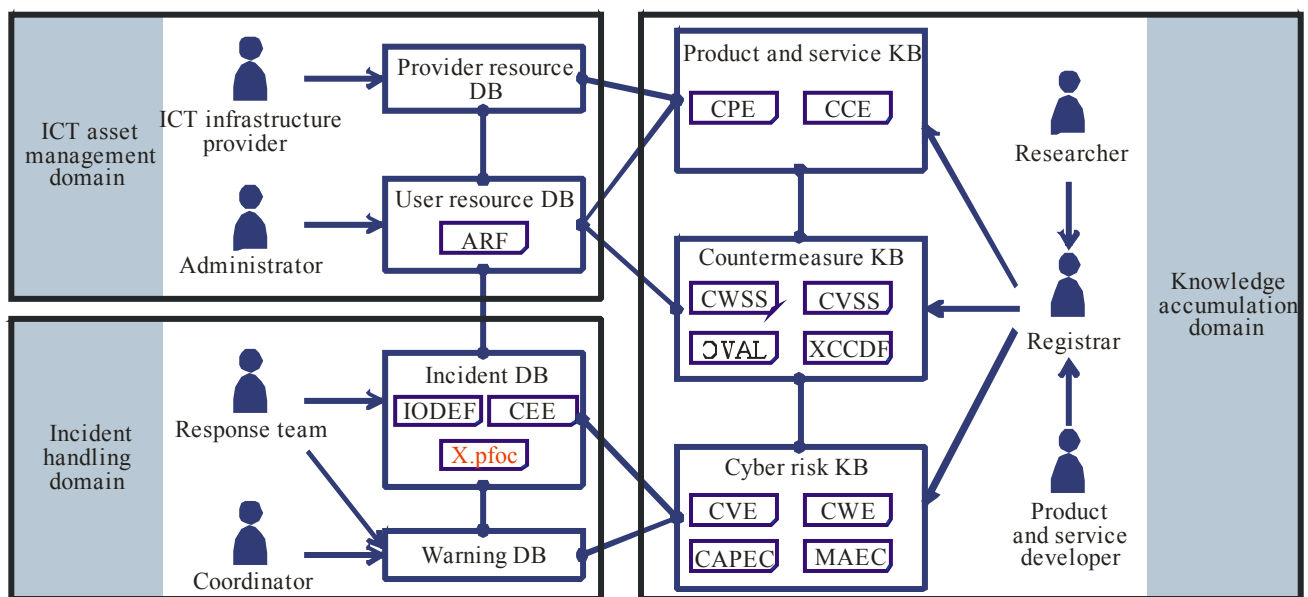 ICT asset
management
domain
ICT infrastructure
provider
Administrator
Provider resource
DB
User resource DB
ARF
Incident
handling
domain
Response team
Coordinator
Incident DB
IODEF
CEE
X.pfoc
Warning DB
Product and service KB
CPE
CCE
Countermeasure KB
CWSS
CVSS
OVAL
XCCDF
Cyber risk KB
CVE
CWE
CAPEC
MAEC
Researcher
Registrar
Product
and service
developer
Knowledge
accumulation
domain